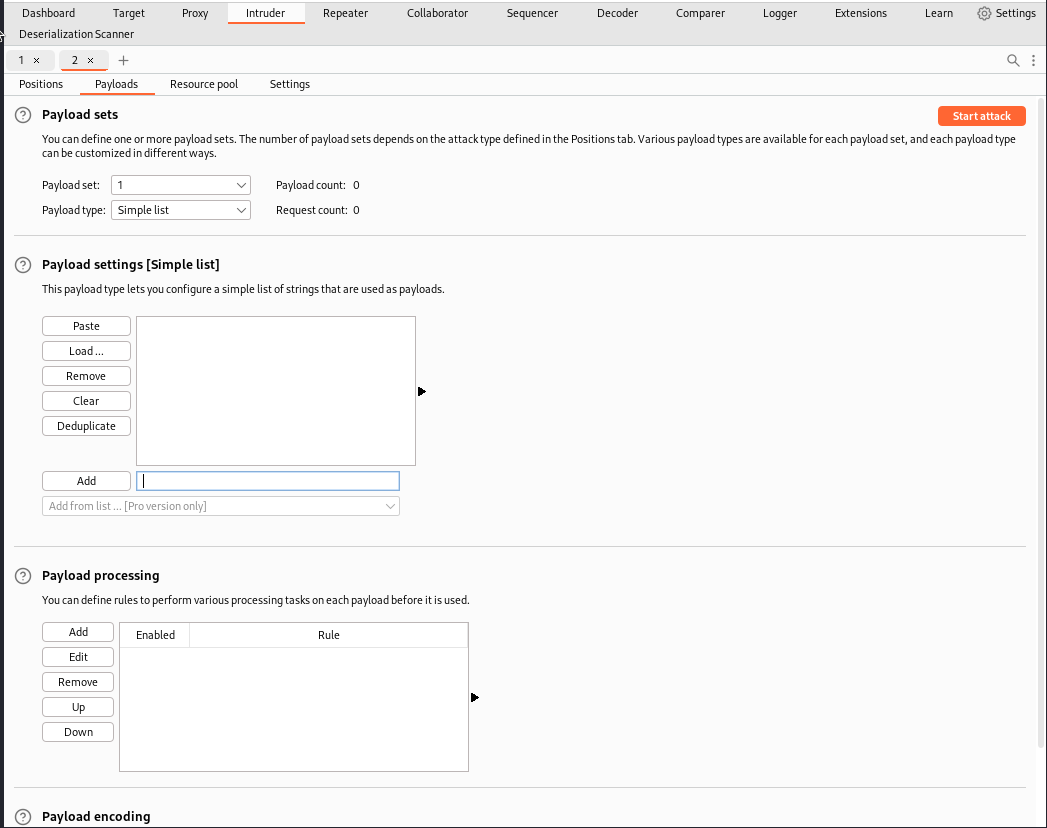 Dashboard Target Proxy Intruder Repeater Collaborator Sequencer Decoder Comparer Logger Extensions Learn Settings
Deserialization Scanner
1 × 2 × +
Positions Payloads Resource pool Settings
? Payload sets Start attack
You can define one or more payload sets. The number of payload sets depends on the attack type defined in the Positions tab. Various payload types are available for each payload set, and each payload type
can be customized in different ways.
Payload set: 1 Payload count: 0
Payload type: Simple list Request count: 0
? Payload settings [Simple list]
This payload type lets you configure a simple list of strings that are used as payloads.
Paste
Load ...
Remove
Clear
Deduplicate
Add
Add from list ... [Pro version only]
? Payload processing
You can define rules to perform various processing tasks on each payload before it is used.
Add Enabled Rule
Edit
Remove
Up
Down
? Payload encoding